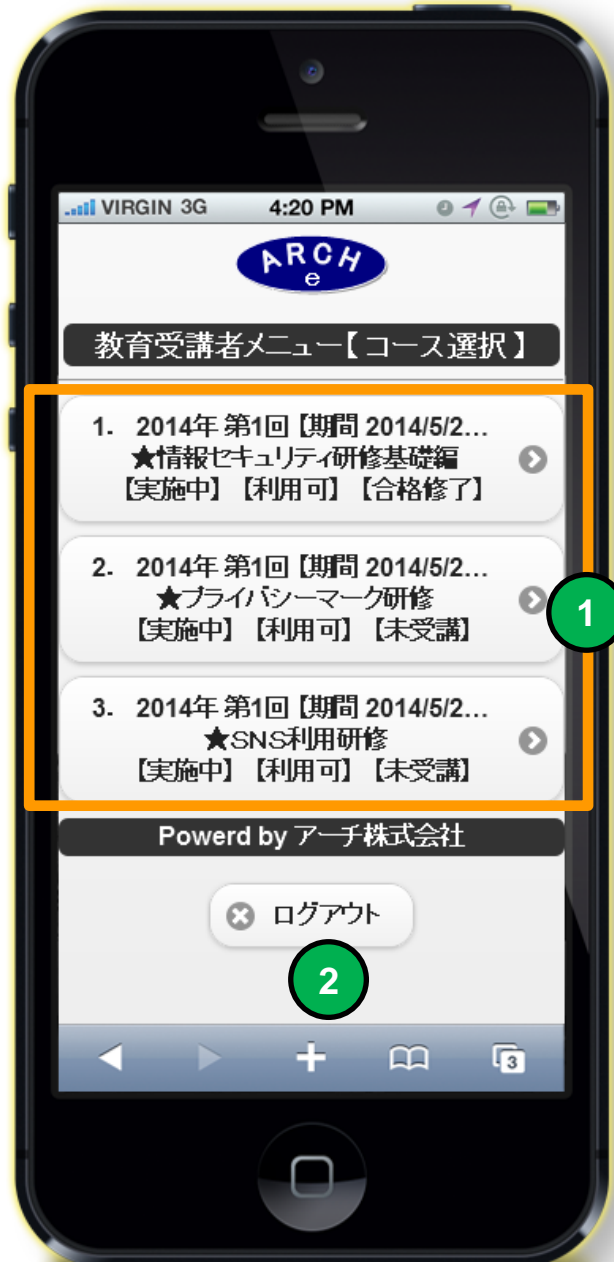 VIRGIN 3G 4:20 PM
ARCH
e
教育受講者メニュー【コース選択】
1. 2014年 第1回【期間 2014/5/2...
★情報セキュリティ研修基礎編
【実施中】【利用可】【合格修了】
2. 2014年 第1回【期間 2014/5/2...
★プライバシーマーク研修
【実施中】【利用可】【未受講】
1
3. 2014年 第1回【期間 2014/5/2...
★SNS利用研修
【実施中】【利用可】【未受講】
Powerd by アーチ株式会社
ログアウト
2
3